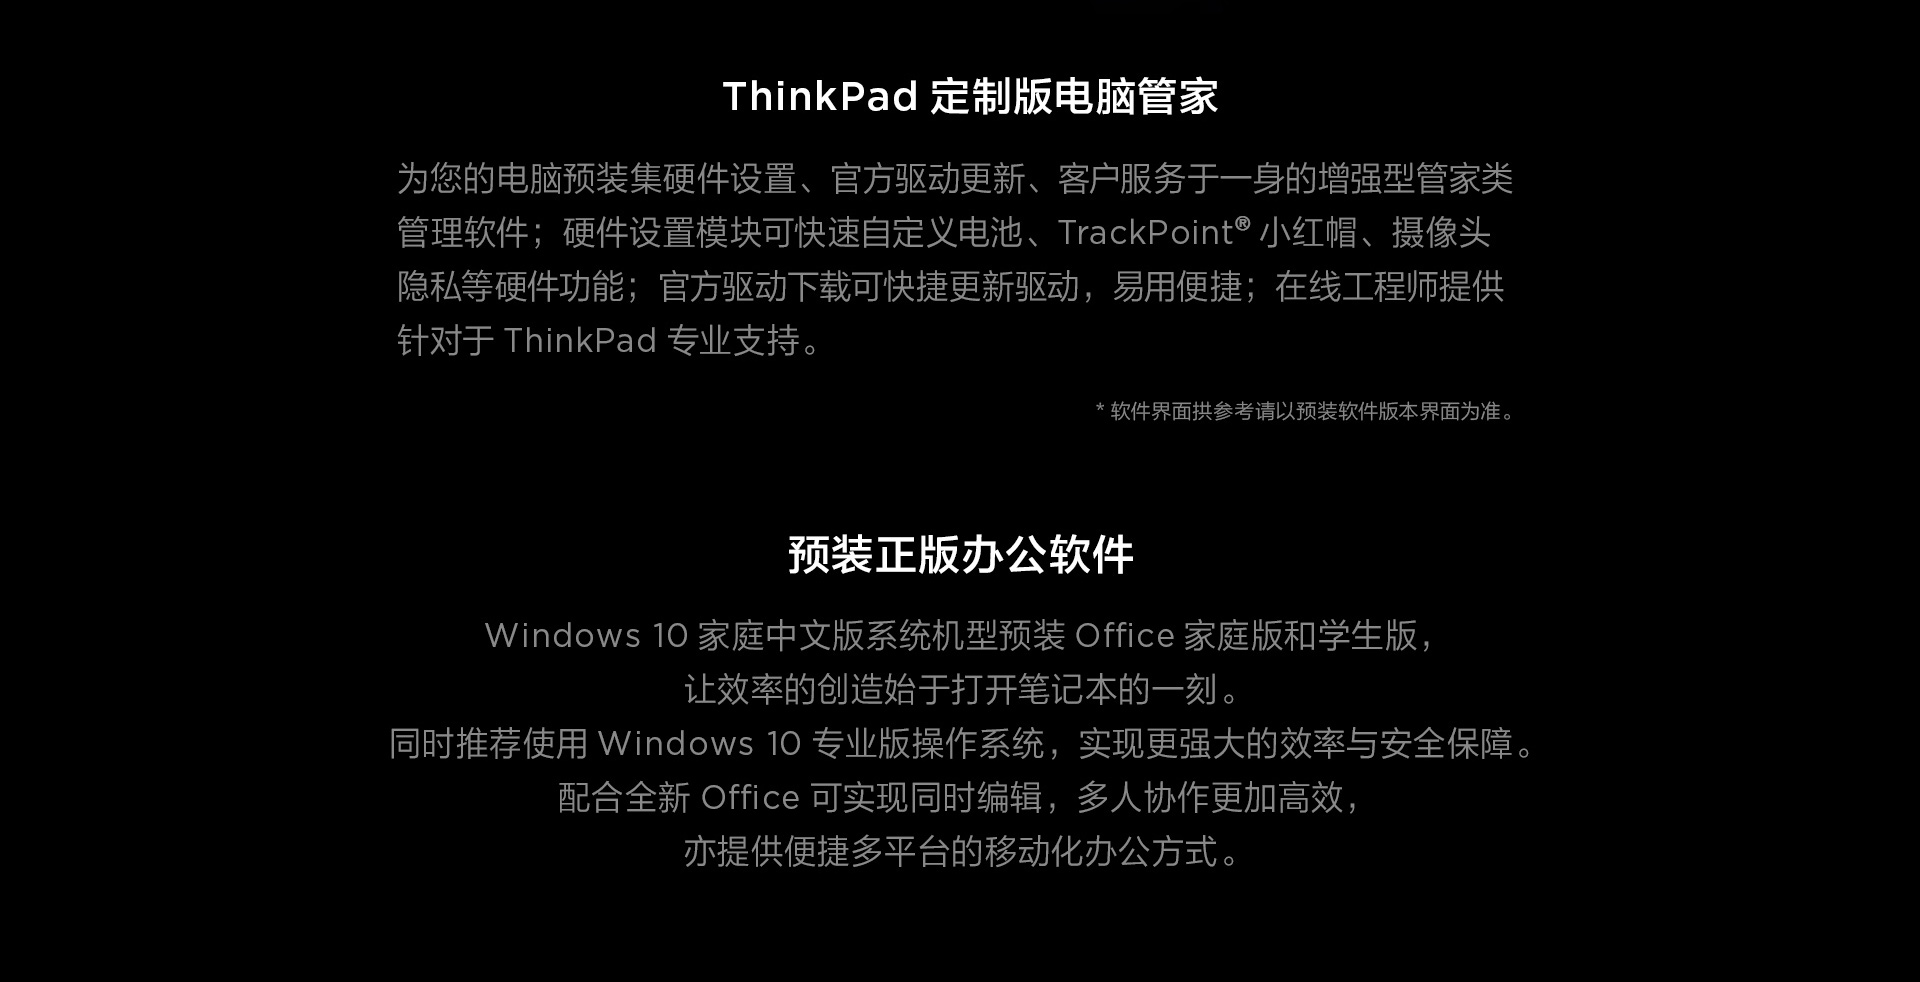 ThinkPad 定制版电脑管家
为您的电脑预装集硬件设置、官方驱动更新、客户服务于一身的增强型管家类
管理软件；硬件设置模块可快速自定义电池、TrackPoint® 小红帽、摄像头
隐私等硬件功能；官方驱动下载可快捷更新驱动，易用便捷；在线工程师提供
针对于 ThinkPad 专业支持。
* 软件界面拱参考请以预装软件版本界面为准。
预装正版办公软件
Windows 10 家庭中文版系统机型预装 Office 家庭版和学生版，
让效率的创造始于打开笔记本的一刻。
同时推荐使用 Windows 10 专业版操作系统，实现更强大的效率与安全保障。
配合全新 Office 可实现同时编辑，多人协作更加高效，
亦提供便捷多平台的移动化办公方式。